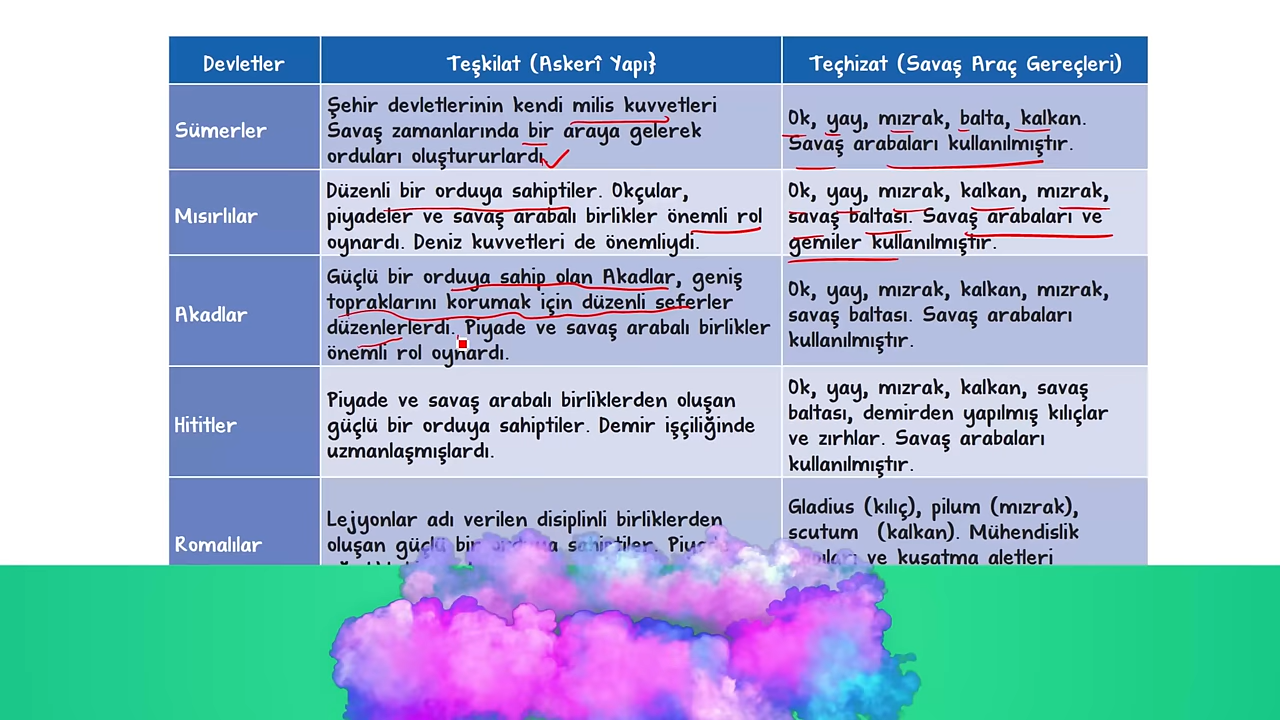 Devletler
Teşkilat (Askerî Yapı}
Teçhizat (Savaş Araç Gereçleri)
Sümerler
Şehir devletlerinin kendi milis kuvvetleri
Savaş zamanlarında bir araya gelerek
orduları oluştururlardı.
Ok, yay, mızrak, balta, kalkan.
Savaş arabaları kullanılmıştır.
Mısırlılar
Düzenli bir orduya sahiptiler. Okçular,
piyadeler ve savaş arabalı birlikler önemli rol
oynardı. Deniz kuvvetleri de önemliydi.
Ok, yay, mızrak, kalkan, mızrak,
savaş baltası. Savaş arabaları ve
gemiler kullanılmıştır.
Akadlar
Güçlü bir orduya sahip olan Akadlar, geniş
topraklarını korumak için düzenli seferler
düzenlerlerdi. Piyade ve savaş arabalı birlikler
önemli rol oynardı.
Ok, yay, mızrak, kalkan, mızrak,
savaş baltası. Savaş arabaları
kullanılmıştır.
Hititler
Piyade ve savaş arabalı birliklerden oluşan
güçlü bir orduya sahiptiler. Demir işçiliğinde
uzmanlaşmışlardı.
Ok, yay, mızrak, kalkan, savaş
baltası, demirden yapılmış kılıçlar
ve zırhlar. Savaş arabaları
kullanılmıştır.
Romalılar
Lejyonlar adı verilen disiplinli birliklerden
oluşan güçlü bir orduya sahiptiler. Piyade
Gladius (kılıç), pilum (mızrak),
scutum (kalkan). Mühendislik
ve kuşatma aletleri